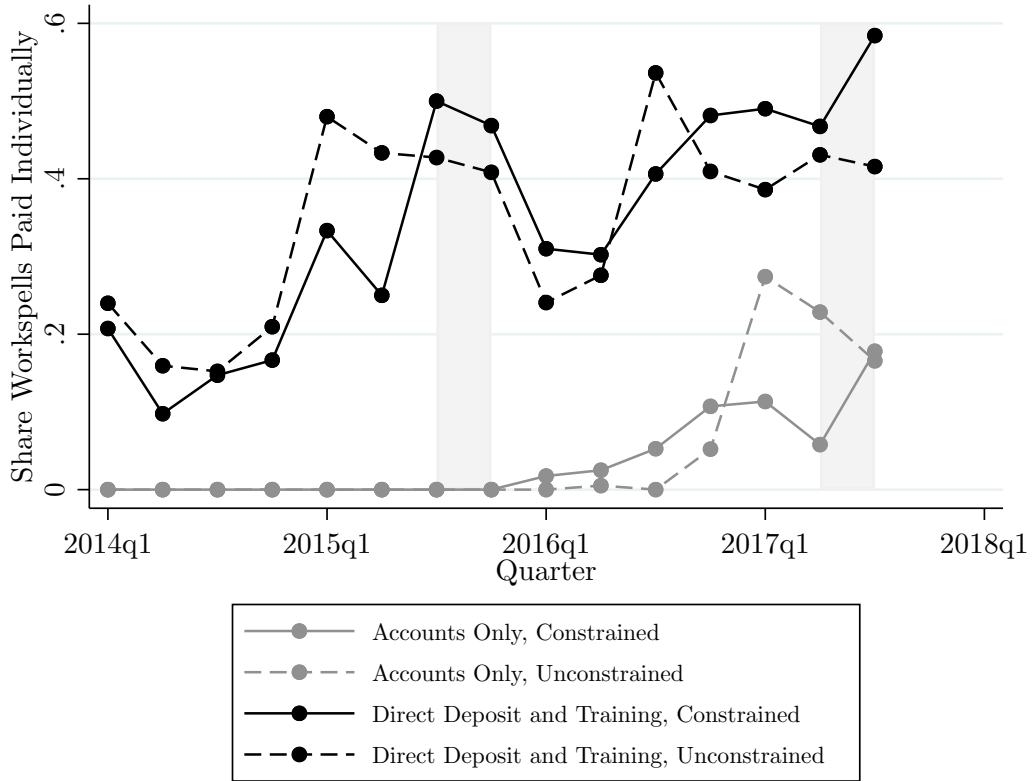 Share Workspells Paid Individually
.6
.4
.2
0
2014q1 2015q1 2016q1 2017q1 2018q1
Quarter
Accounts Only, Constrained
Accounts Only, Unconstrained
Direct Deposit and Training, Constrained
Direct Deposit and Training, Unconstrained